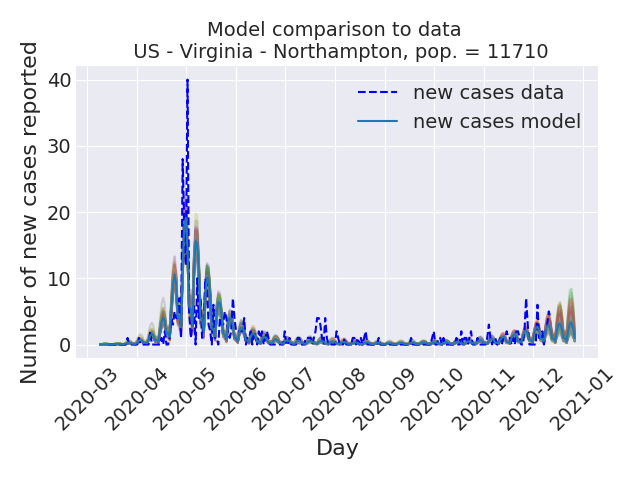 Model comparison to data
US - Virginia - Northampton, pop. = 11710
Number of new cases reported
40
30
20
10
0
new cases data
new cases model
2020-03
2020-04
2020-05
2020-06
2020-07
2020-08
2020-09
2020-10
2020-11
2020-12
2021-01
Day